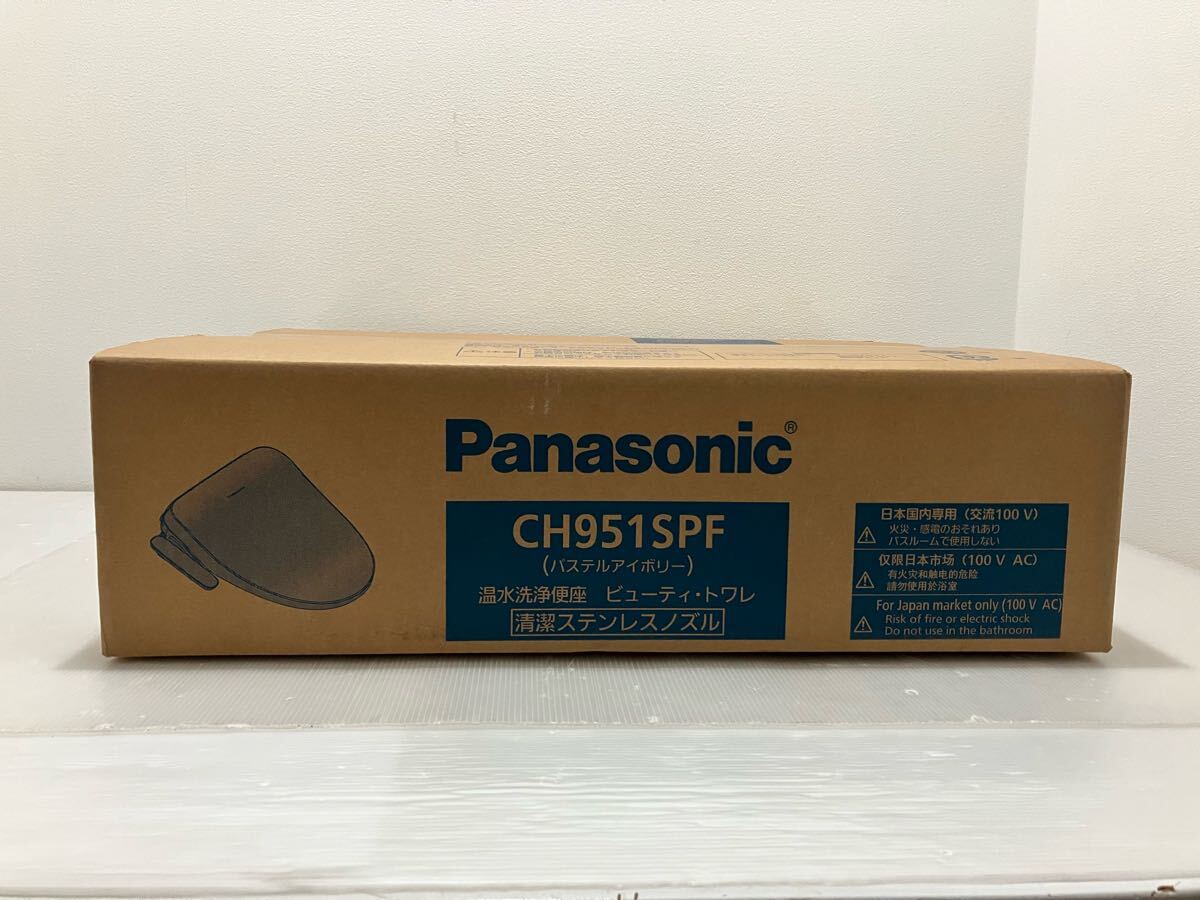 Panasonic®
CH951SPF
(パステルアイボリー)
温水洗浄便座 ビューティ・トワレ
清潔ステンレスノズル
日本国内専用（交流100 V）
火災・感電のおそれあり
バスルームで使用しない
仅限日本市场（100 V AC）
有火灾和触电的危险
請勿使用於浴室
For Japan market only (100 V AC)
Risk of fire or electric shock
Do not use in the bathroom